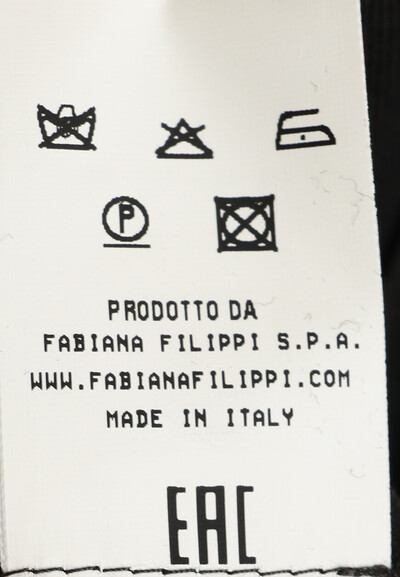 P
PRODOTTO DA
FABIANA FILIPPI S.P.A.
WWW.FABIANAFILIPPI.COM
MADE IN ITALY
EAC